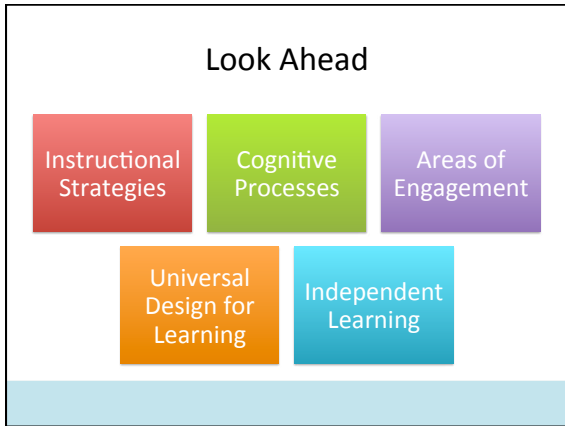 Look Ahead
Instructional
Strategies
Cognitive
Processes
Areas of
Engagement
Universal
Design for
Learning
Independent
Learning